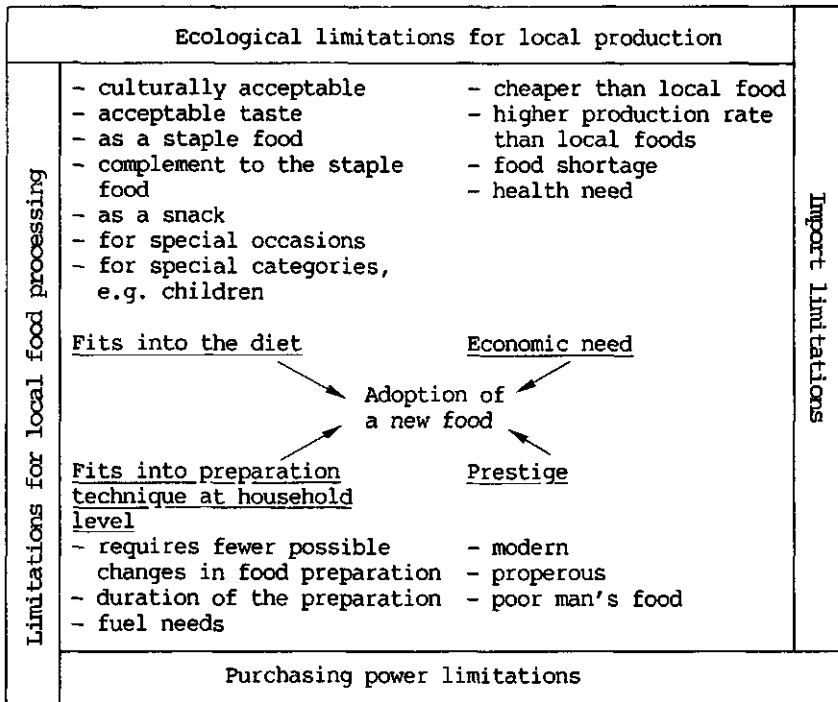 Ecological limitations for local production
Limitations for local food processing
- culturally acceptable
- acceptable taste
- as a staple food
- complement to the staple
food
- as a snack
- for special occasions
- for special categories,
e.g. children
Fits into the diet
- cheaper than local food
- higher production rate
than local foods
- food shortage
- health need
Economic need
Import limitations
Adoption of
a new food
Fits into preparation
technique at household
level
- requires fewer possible
changes in food preparation
- duration of the preparation
- fuel needs
Prestige
- modern
- properous
- poor man's food
Purchasing power limitations